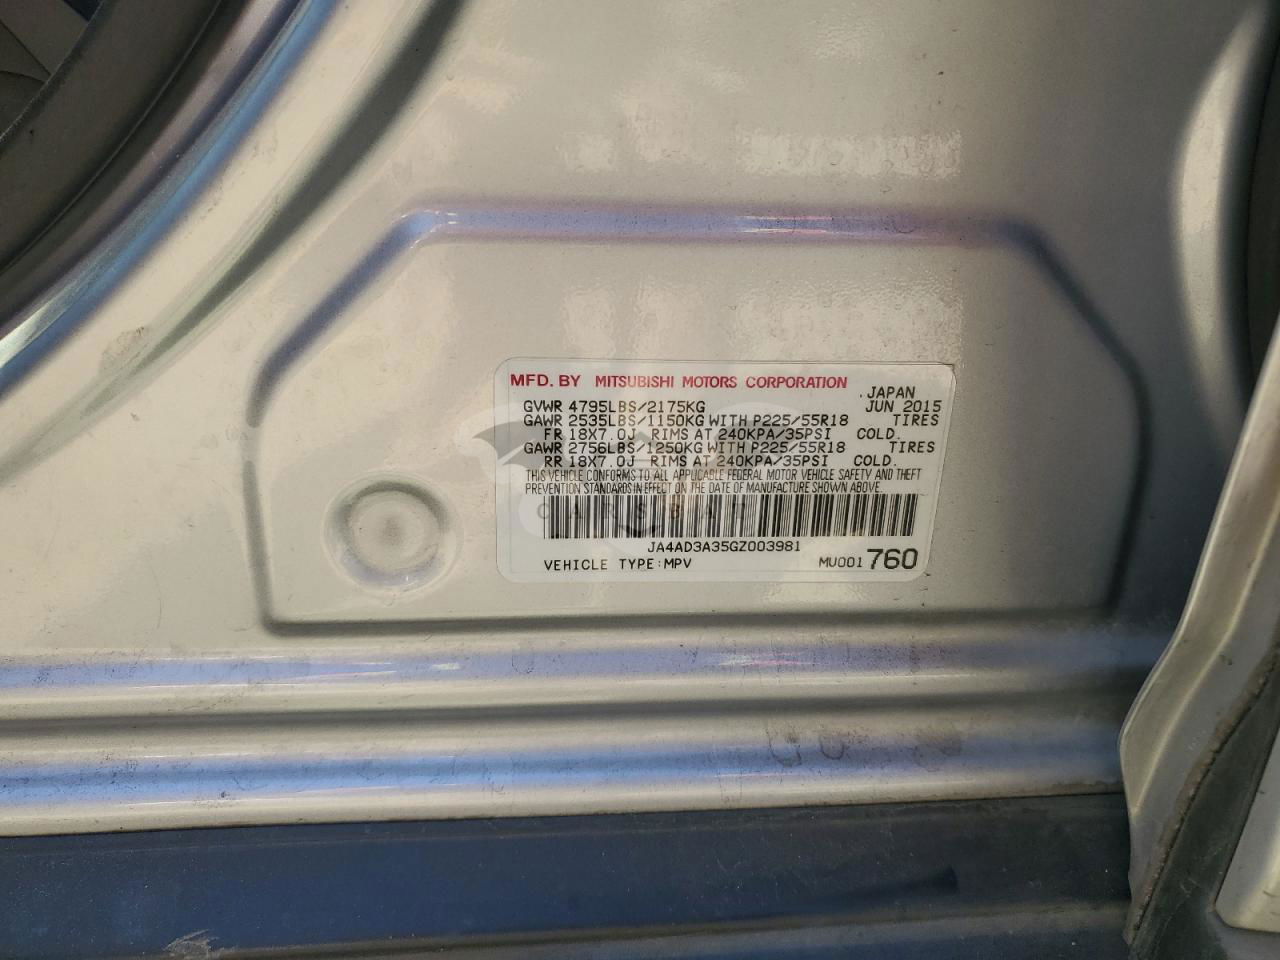 MFD. BY MITSUBISHI MOTORS CORPORATION JAPAN
GVWR 4795LBS/2175KG JUN 2015
GAWR 2535LBS/1150KG WITH P225/55R18 TIRES
FR 18X7.0J RIMS AT 240KPA/35PSI COLD.
GAWR 2756LBS/1250KG WITH P225/55R18 TIRES
RR 18X7.0J RIMS AT 240KPA/35PSI COLD.
THIS VEHICLE CONFORMS TO ALL APPLICABLE FEDERAL MOTOR VEHICLE SAFETY AND THEFT
PREVENTION STANDARDS IN EFFECT ON THE DATE OF MANUFACTURE SHOWN ABOVE.
CARSBAT
JA4AD3A35GZ003981
VEHICLE TYPE:MPV MU001 760